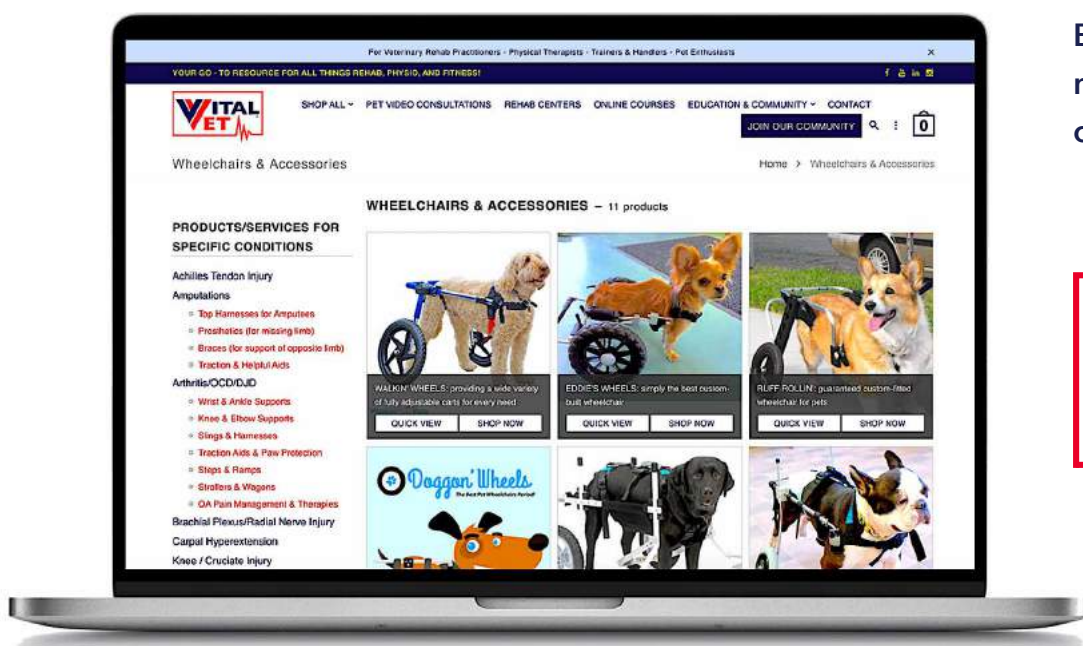 For Veterinary Rehab Practitioners - Physical Therapists - Trainers & Handlers - Pet Enthusiasts
×
YOUR GO - TO RESOURCE FOR ALL THINGS REHAB, PHYSIO, AND FITNESS!
VITAL
VET
SHOP ALL
PET VIDEO CONSULTATIONS
REHAB CENTERS
ONLINE COURSES
EDUCATION & COMMUNITY
CONTACT
JOIN OUR COMMUNITY
0
Wheelchairs & Accessories
Home > Wheelchairs & Accessories
WHEELCHAIRS & ACCESSORIES – 11 products
PRODUCTS/SERVICES FOR
SPECIFIC CONDITIONS
Achilles Tendon Injury
Amputations
Top Harnesses for Amputees
Prosthetics (for missing limb)
Braces (for support of opposite limb)
Traction & Helpful Aids
Arthritis/OCD/DJD
Wrist & Ankle Supports
Knee & Elbow Supports
Slings & Harnesses
Traction Aids & Paw Protection
Steps & Ramps
Strollers & Wagons
OA Pain Management & Therapies
Brachial Plexus/Radial Nerve Injury
Carpal Hyperextension
Knee / Cruciate Injury
WALKIN' WHEELS: providing a wide variety
of fully adjustable carts for every need
QUICK VIEW
SHOP NOW
EDDIE'S WHEELS: simply the best custom-
built wheelchair
QUICK VIEW
SHOP NOW
RUFF ROLLIN': guaranteed custom-fitted
wheelchair for pets
QUICK VIEW
SHOP NOW
Doggon' Wheels
The Best Pet Wheelchairs Period!